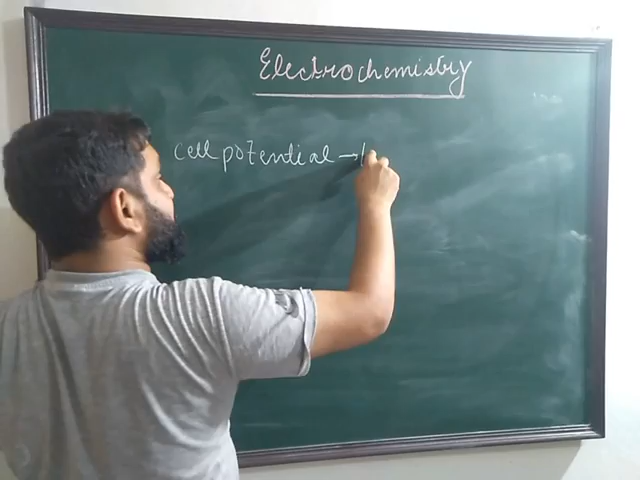 Electrochemistry
cell potential →